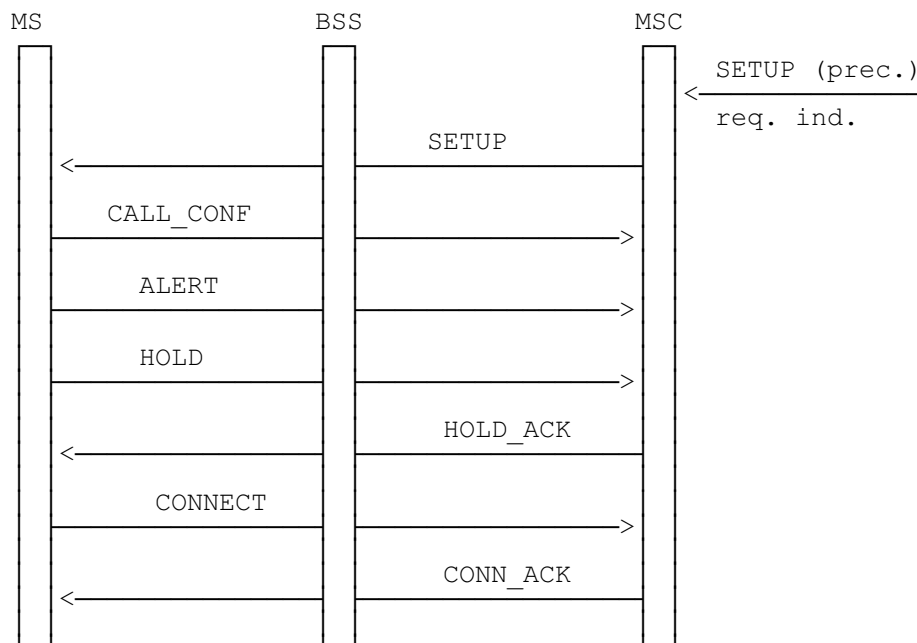 MS BSS MSC
SETUP (prec.)
req. ind.
SETUP
CALL_CONF
ALERT
HOLD
HOLD_ACK
CONNECT
CONN_ACK